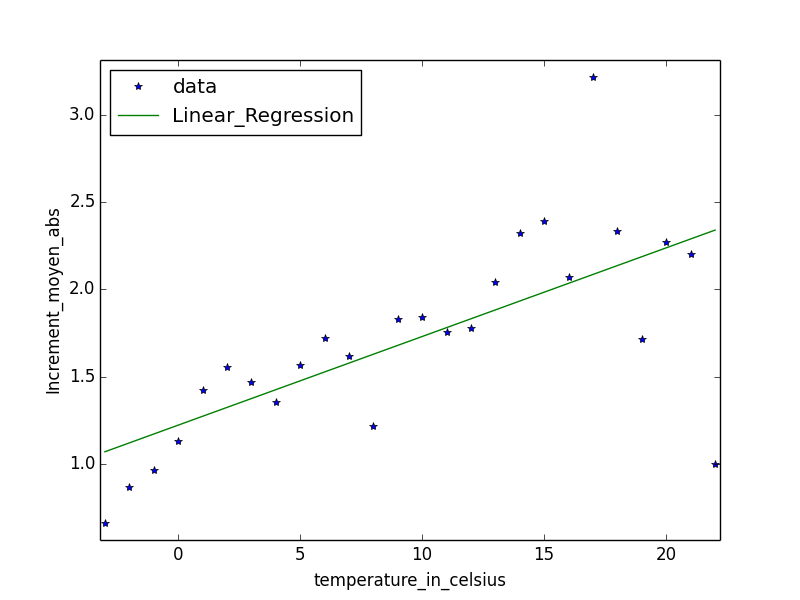 data
Linear_Regression
3.0
2.5
2.0
1.5
1.0
Increment_moyen_abs
0 5 10 15 20
temperature_in_celsius